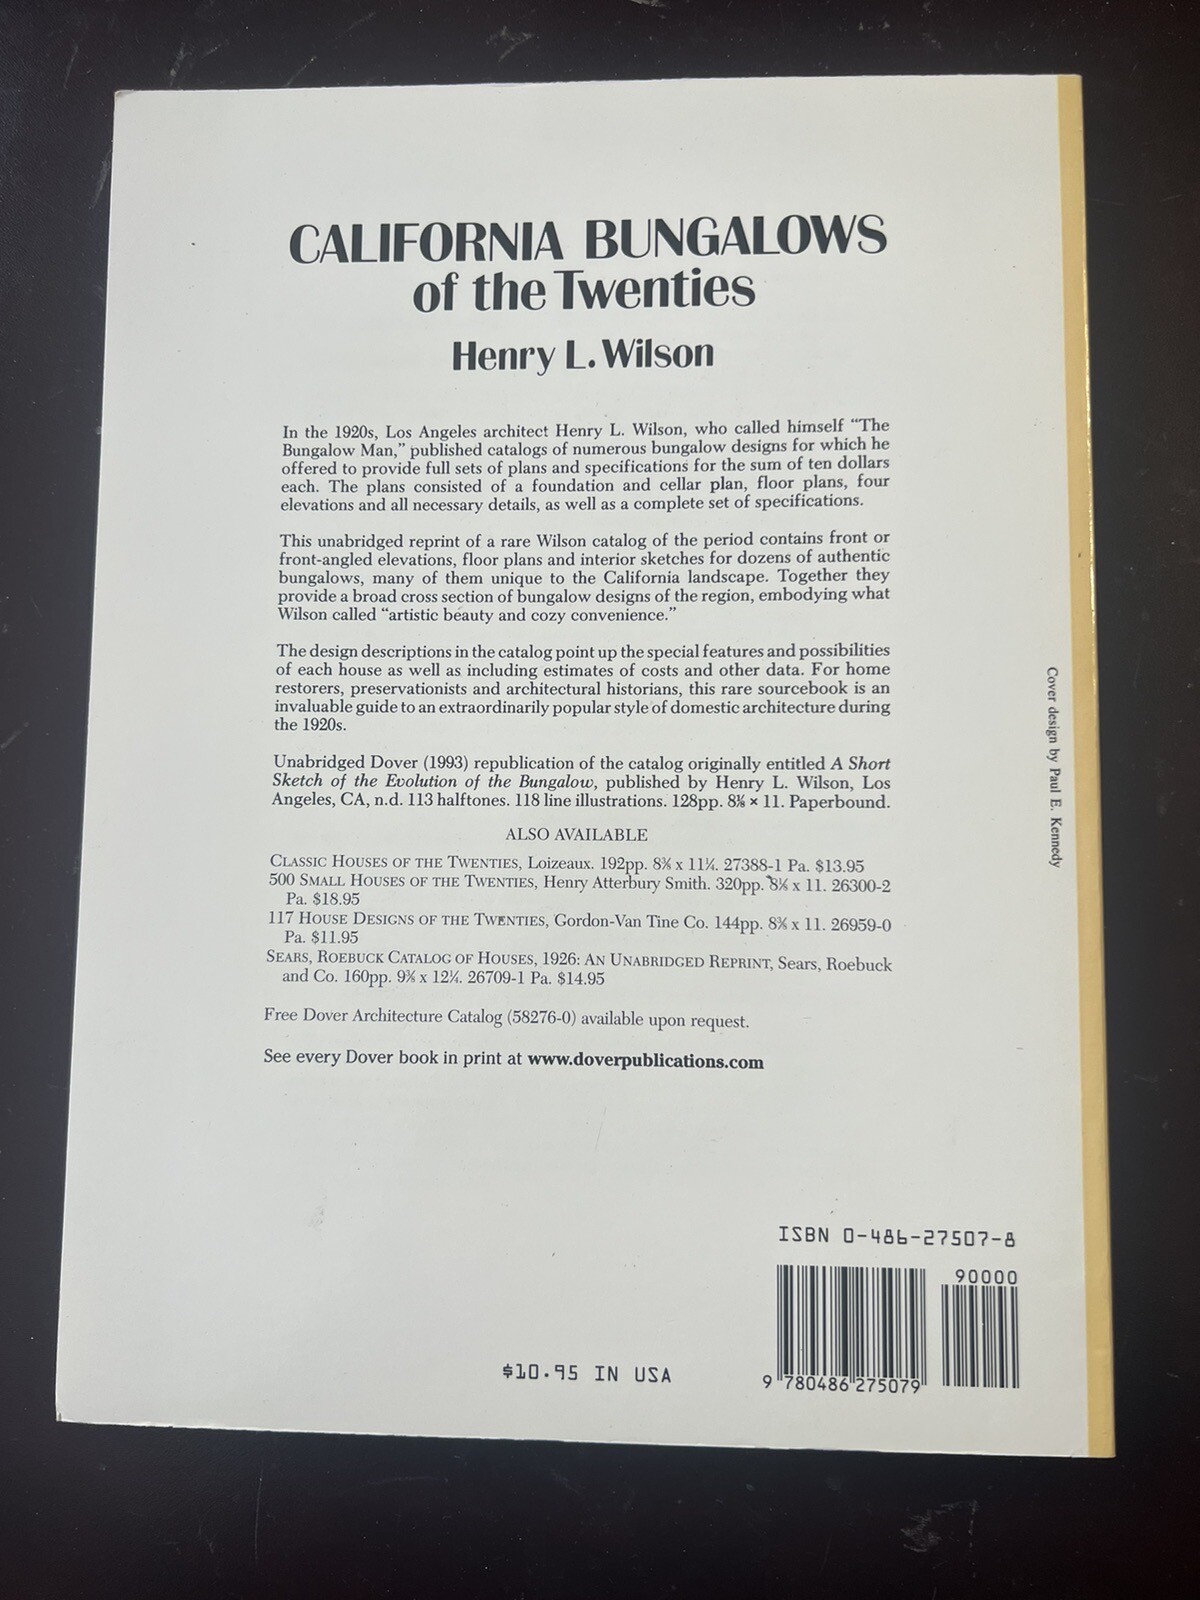 CALIFORNIA BUNGALOWS
of the Twenties
Henry L. Wilson
In the 1920s, Los Angeles architect Henry L. Wilson, who called himself “The
Bungalow Man,” published catalogs of numerous bungalow designs for which he
offered to provide full sets of plans and specifications for the sum of ten dollars
each. The plans consisted of a foundation and cellar plan, floor plans, four
elevations and all necessary details, as well as a complete set of specifications.
This unabridged reprint of a rare Wilson catalog of the period contains front or
front-angled elevations, floor plans and interior sketches for dozens of authentic
bungalows, many of them unique to the California landscape. Together they
provide a broad cross section of bungalow designs of the region, embodying what
Wilson called “artistic beauty and cozy convenience.”
The design descriptions in the catalog point up the special features and possibilities
of each house as well as including estimates of costs and other data. For home
restorers, preservationists and architectural historians, this rare sourcebook is an
invaluable guide to an extraordinarily popular style of domestic architecture during
the 1920s.
Unabridged Dover (1993) republication of the catalog originally entitled A Short
Sketch of the Evolution of the Bungalow, published by Henry L. Wilson, Los
Angeles, CA, n.d. 113 halftones. 118 line illustrations. 128pp. 8⅜ × 11. Paperbound.
ALSO AVAILABLE
CLASSIC HOUSES OF THE TWENTIES, Loizeaux. 192pp. 8⅜ x 11¼. 27388-1 Pa. $13.95
500 SMALL HOUSES OF THE TWENTIES, Henry Atterbury Smith. 320pp. x 11. 26300-2
Pa. $18.95
117 HOUSE DESIGNS OF THE TWENTIES, Gordon-Van Tine Co. 144pp. 8⅜ x 11. 26959-0
Pa. $11.95
SEARS, ROEBUCK CATALOG OF HOUSES, 1926: AN UNABRIDGED REPRINT, Sears, Roebuck
and Co. 160pp. 9⅜ x 12¼. 26709-1 Pa. $14.95
Free Dover Architecture Catalog (58276-0) available upon request.
See every Dover book in print at www.doverpublications.com
Cover design by Paul E. Kennedy
ISBN 0-486-27507-8
90000
9 780486 275079
$10.95 IN USA